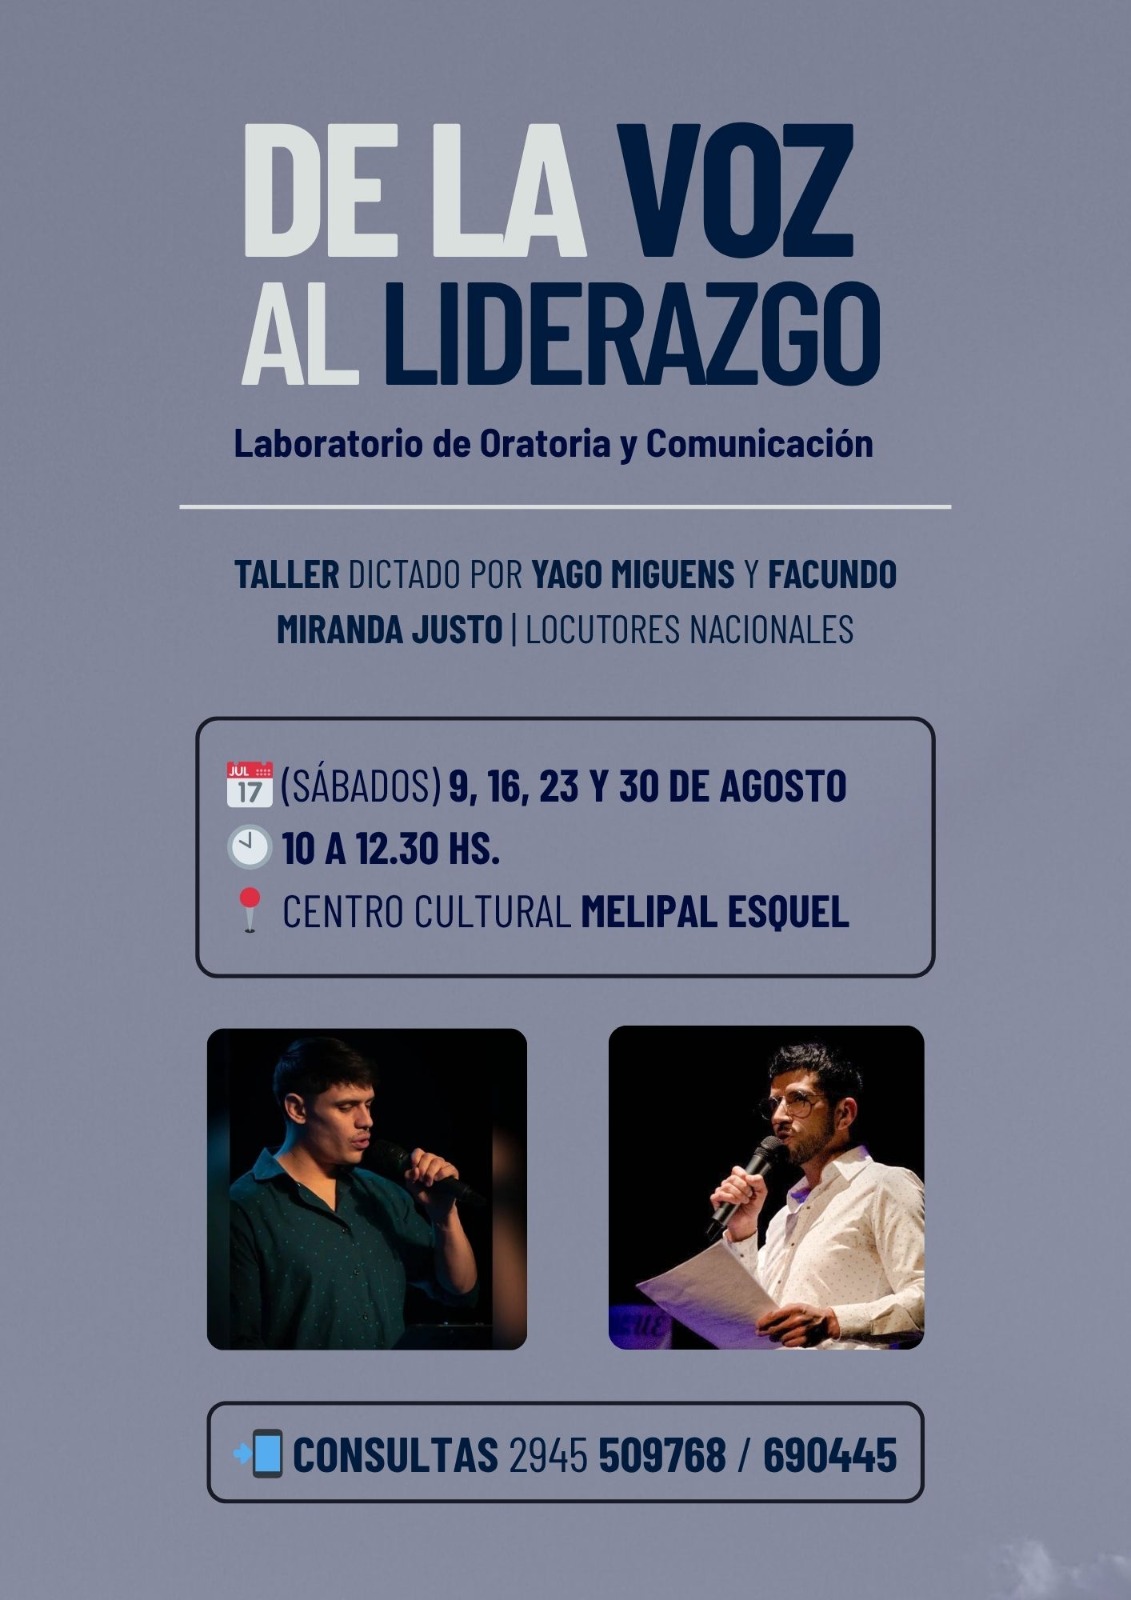 DE LA VOZ
AL LIDERAZGO
Laboratorio de Oratoria y Comunicación
TALLER DICTADO POR YAGO MIGUENS Y FACUNDO
MIRANDA JUSTO | LOCUTORES NACIONALES
JUL
17
(SÁBADOS) 9, 16, 23 Y 30 DE AGOSTO
10 A 12.30 HS.
CENTRO CULTURAL MELIPAL ESQUEL
CONSULTAS 2945 509768 / 690445